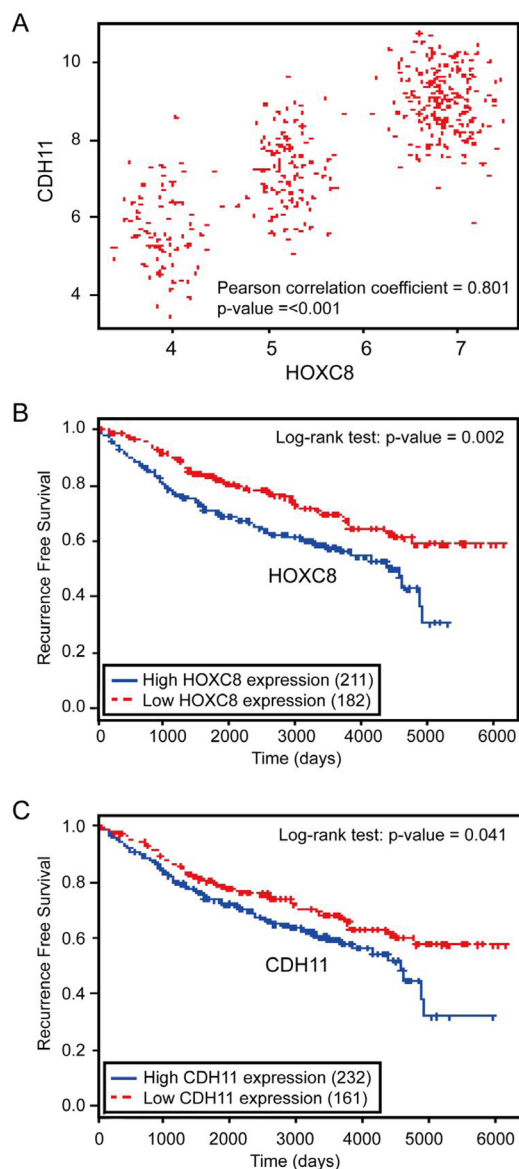 A
CDH11
10
8
6
4
Pearson correlation coefficient = 0.801
p-value =<0.001
4 5 6 7
HOXC8
B
Recurrence Free Survival
1.0
0.8
0.6
0.4
0.2
0.0
Log-rank test: p-value = 0.002
HOXC8
High HOXC8 expression (211)
Low HOXC8 expression (182)
0 1000 2000 3000 4000 5000 6000
Time (days)
C
Recurrence Free Survival
1.0
0.8
0.6
0.4
0.2
0.0
Log-rank test: p-value = 0.041
CDH11
High CDH11 expression (232)
Low CDH11 expression (161)
0 1000 2000 3000 4000 5000 6000
Time (days)